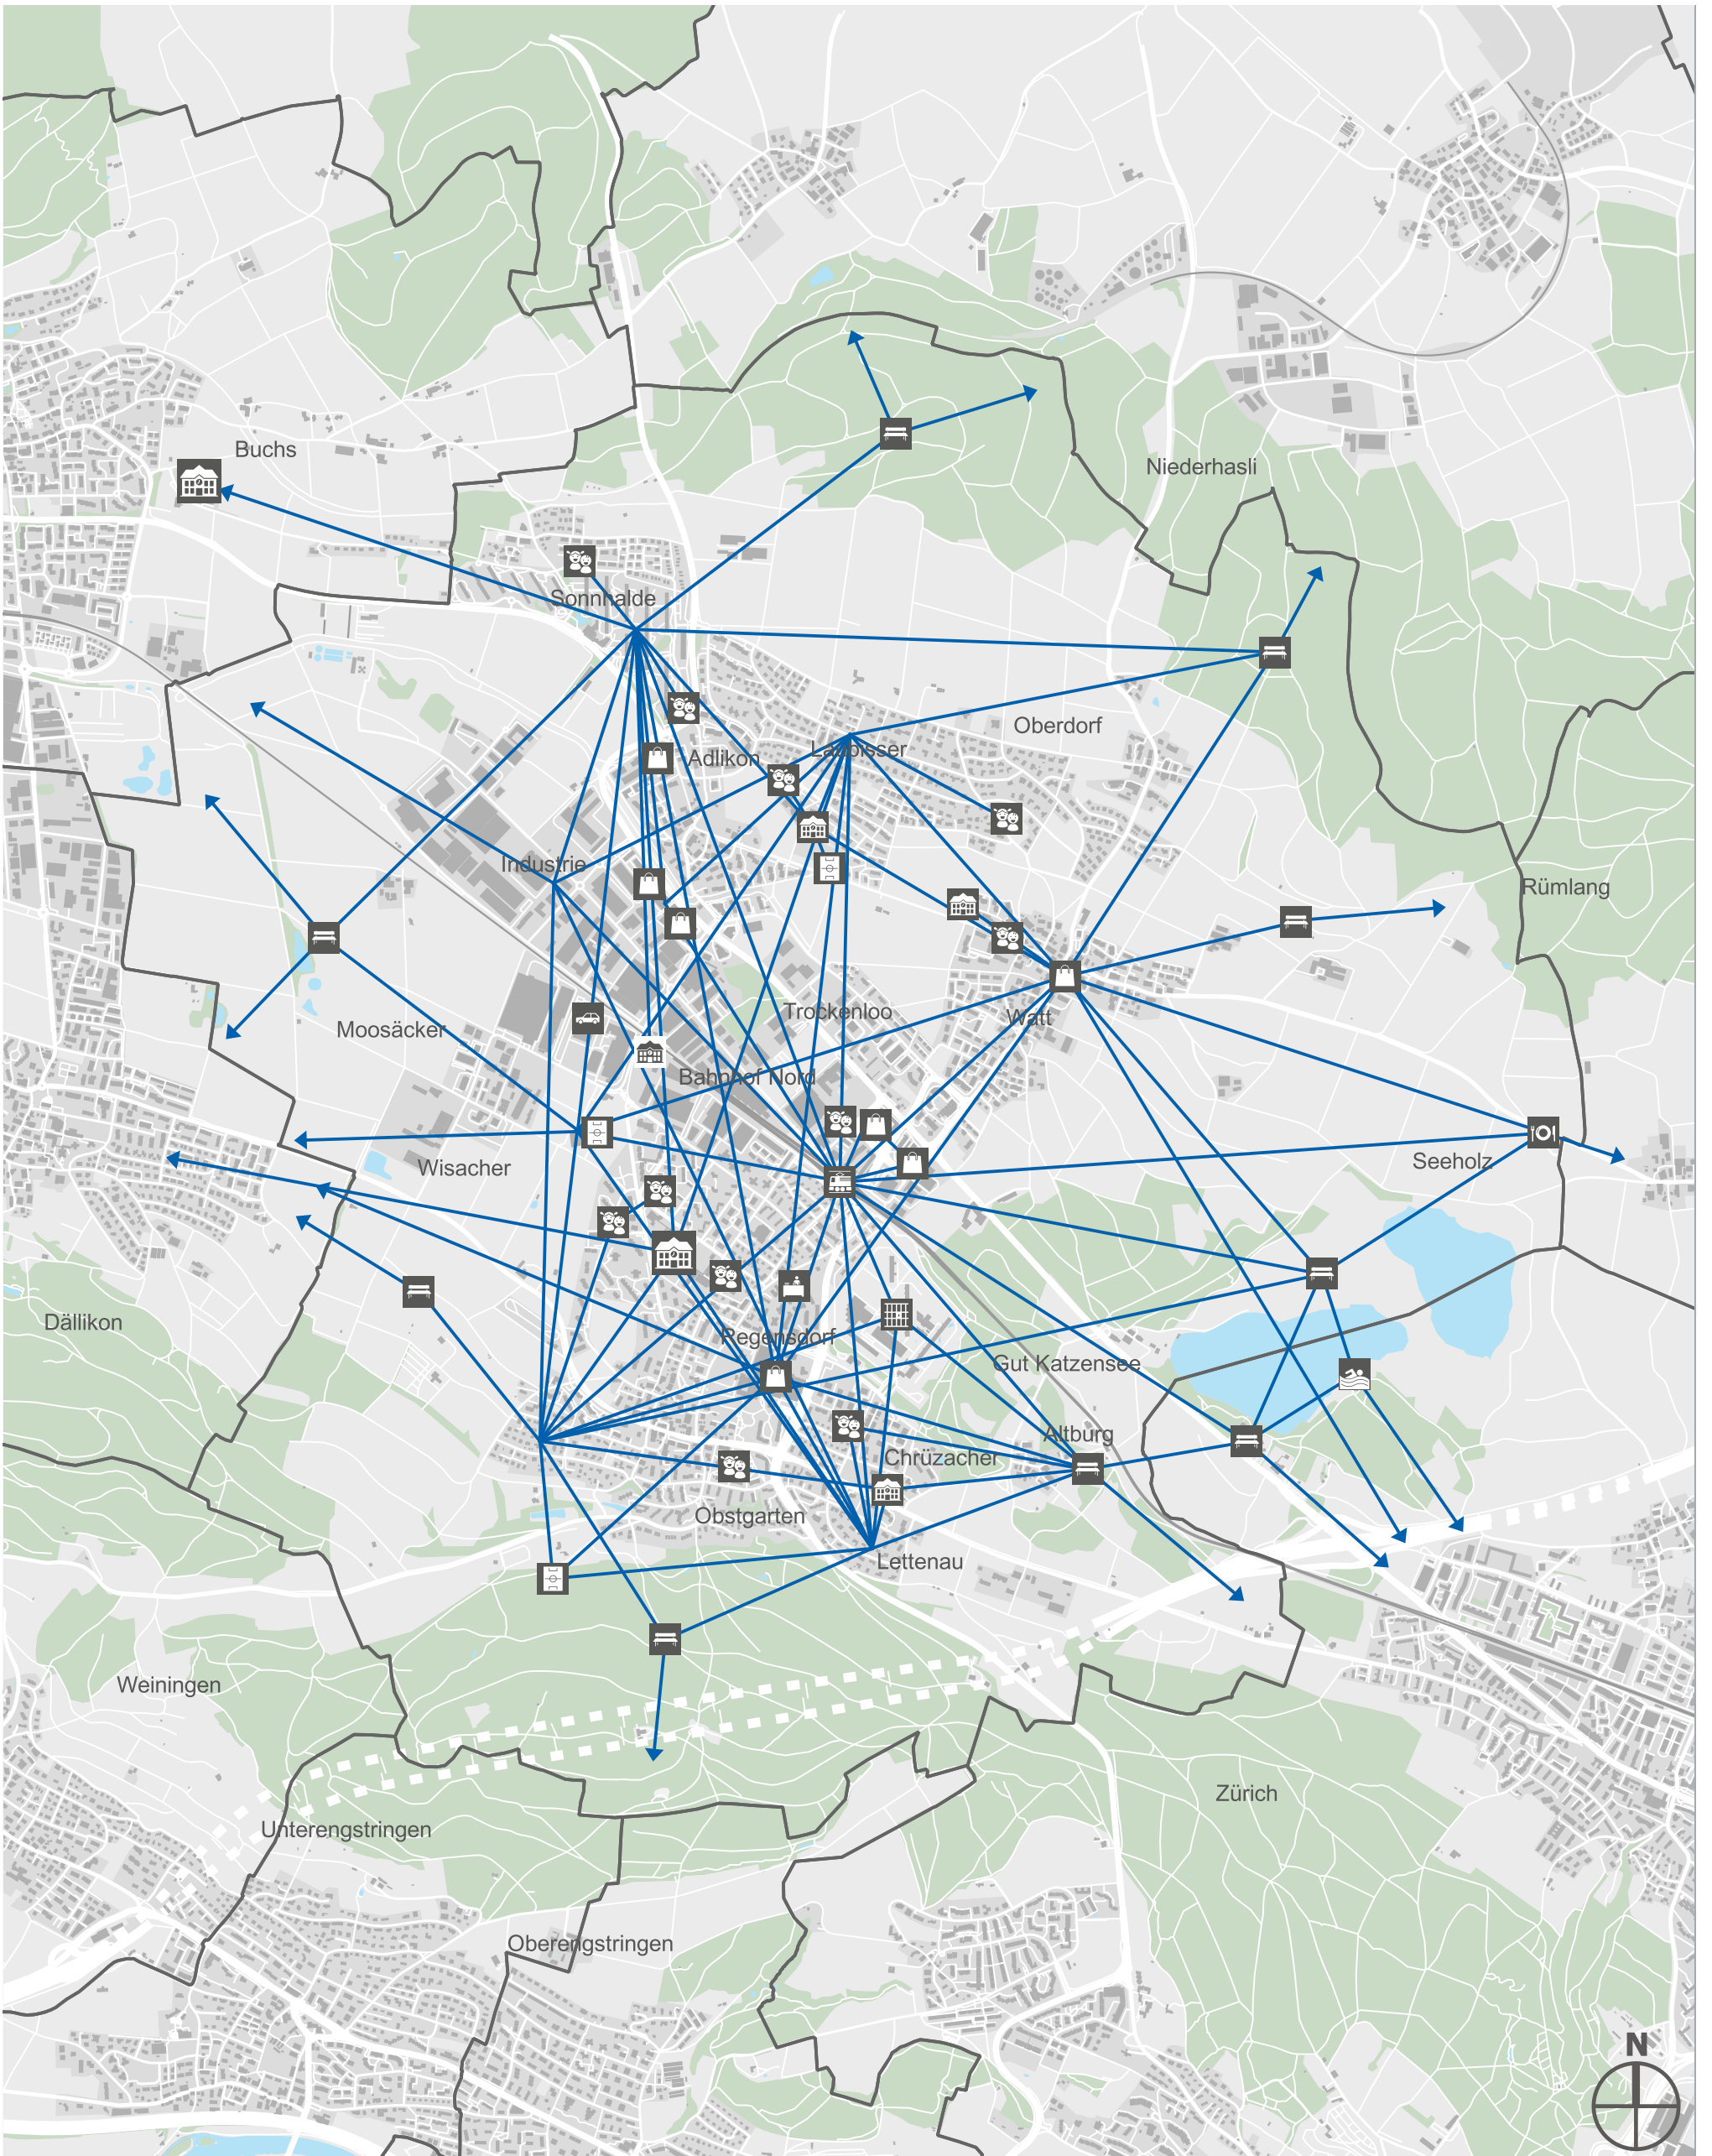 Buchs
Niederhasli
Sonnhalde
Oberdorf
Adlikon
Laubisser
Industrie
Rümlang
Trockenloo
Watt
Moosäcker
Bahnhof Nord
Wisacher
Seeholz
Dällikon
Regensdorf
Gut Katzensee
Altburg
Chrüzacher
Obstgarten
Lettenau
Weiningen
Zürich
Unterengstringen
Oberengstringen
N